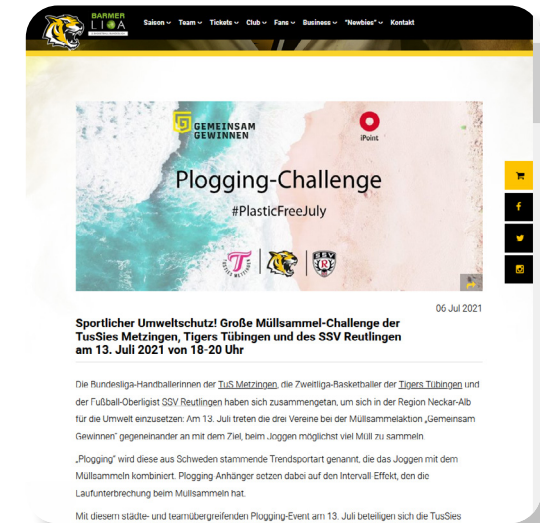 BARMER
Saison Team Tickets Club Fans Business "Newbies" Kontakt
GEMEINSAM
GEWINNEN
iPoint
Plogging-Challenge
#PlasticFreeJuly
SSV
R
06 Jul 2021
Sportlicher Umweltschutz! Große Müllsammel-Challenge der
TusSies Metzingen, Tigers Tübingen und des SSV Reutlingen
am 13. Juli 2021 von 18-20 Uhr
Die Bundesliga-Handballerinnen der TuS Metzingen, die Zweitliga-Basketballer der Tigers Tübingen und
der Fußball-Oberligist SSV Reutlingen haben sich zusammengetan, um sich in der Region Neckar-Alb
für die Umwelt einzusetzen: Am 13. Juli treten die drei Vereine bei der Müllsammelaktion „Gemeinsam
Gewinnen" gegeneinander an mit dem Ziel, beim Joggen möglichst viel Müll zu sammeln.
„Plogging" wird diese aus Schweden stammende Trendsportart genannt, die das Joggen mit dem
Müllsammeln kombiniert. Plogging-Anhänger setzen dabei auf den Intervall-Effekt, den die
Laufunterbrechung beim Müllsammeln hat.
Mit diesem städte- und teamübergreifenden Plogging-Event am 13. Juli beteiligen sich die TusSies